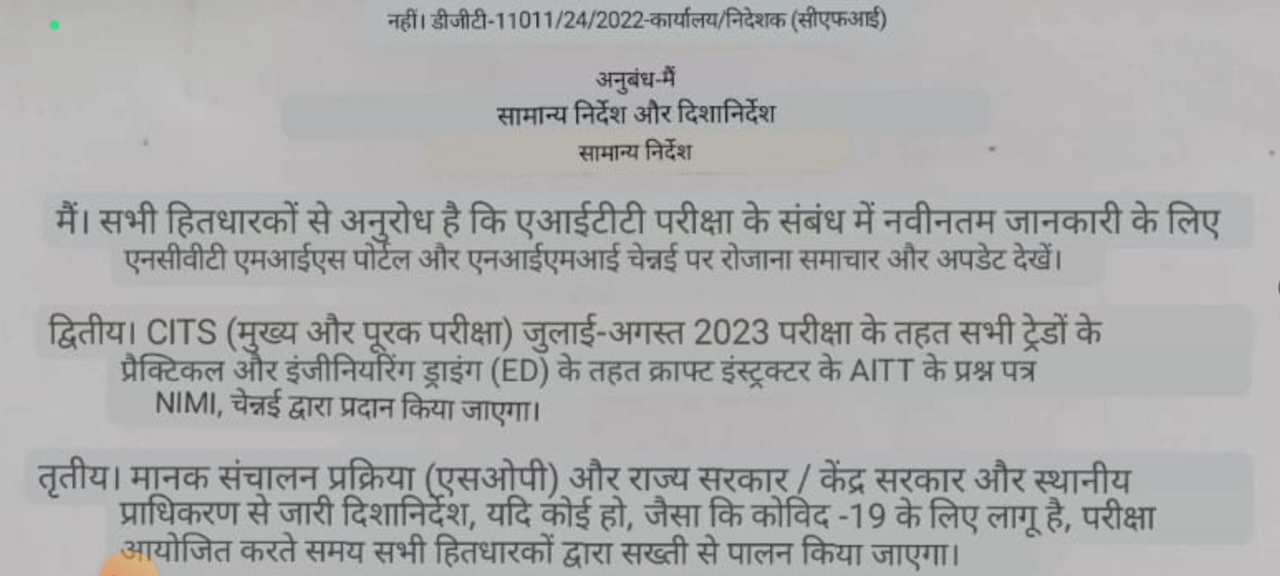 नहीं। डीजीटी-11011/24/2022-कार्यालय/निदेशक (सीएफआई)
अनुबंध-मैं
सामान्य निर्देश और दिशानिर्देश
सामान्य निर्देश
मैं। सभी हितधारकों से अनुरोध है कि एआईटीटी परीक्षा के संबंध में नवीनतम जानकारी के लिए
एनसीवीटी एमआईएस पोर्टल और एनआईएमआई चेन्नई पर रोजाना समाचार और अपडेट देखें।
द्वितीय। CITS (मुख्य और पूरक परीक्षा) जुलाई-अगस्त 2023 परीक्षा के तहत सभी ट्रेडों के
प्रैक्टिकल और इंजीनियरिंग ड्राइंग (ED) के तहत क्राफ्ट इंस्ट्रक्टर के AITT के प्रश्न पत्र
NIMI, चेन्नई द्वारा प्रदान किया जाएगा।
तृतीय। मानक संचालन प्रक्रिया (एसओपी) और राज्य सरकार / केंद्र सरकार और स्थानीय
प्राधिकरण से जारी दिशानिर्देश, यदि कोई हो, जैसा कि कोविद -19 के लिए लागू है, परीक्षा
आयोजित करते समय सभी हितधारकों द्वारा सख्ती से पालन किया जाएगा।